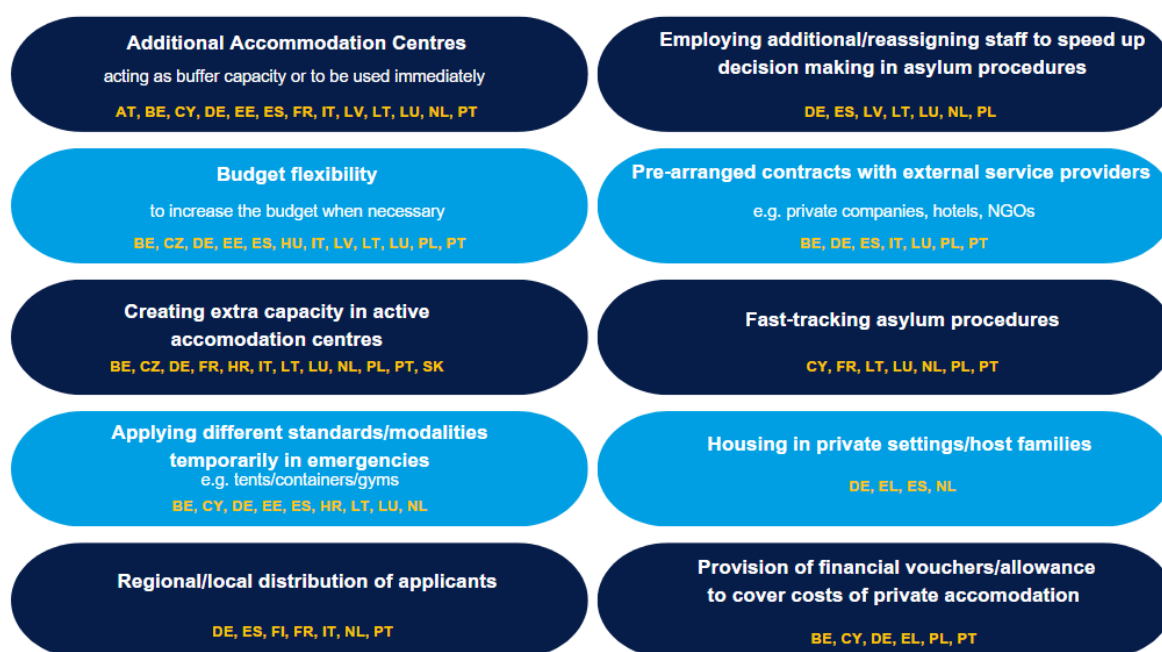 Additional Accommodation Centres
acting as buffer capacity or to be used immediately
AT, BE, CY, DE, EE, ES, FR, IT, LV, LT, LU, NL, PT
Employing additional/reassigning staff to speed up
decision making in asylum procedures
DE, ES, LV, LT, LU, NL, PL
Budget flexibility
to increase the budget when necessary
BE, CZ, DE, EE, ES, HU, IT, LV, LT, LU, PL, PT
Pre-arranged contracts with external service providers
e.g. private companies, hotels, NGOs
BE, DE, ES, IT, LU, PL, PT
Creating extra capacity in active
accomodation centres
BE, CZ, DE, FR, HR, IT, LT, LU, NL, PL, PT, SK
Fast-tracking asylum procedures
CY, FR, LT, LU, NL, PL, PT
Applying different standards/modalities
temporarily in emergencies
e.g. tents/containers/gyms
BE, CY, DE, EE, ES, HR, LT, LU, NL
Housing in private settings/host families
DE, EL, ES, NL
Regional/local distribution of applicants
DE, ES, FI, FR, IT, NL, PT
Provision of financial vouchers/allowance
to cover costs of private accomodation
BE, CY, DE, EL, PL, PT